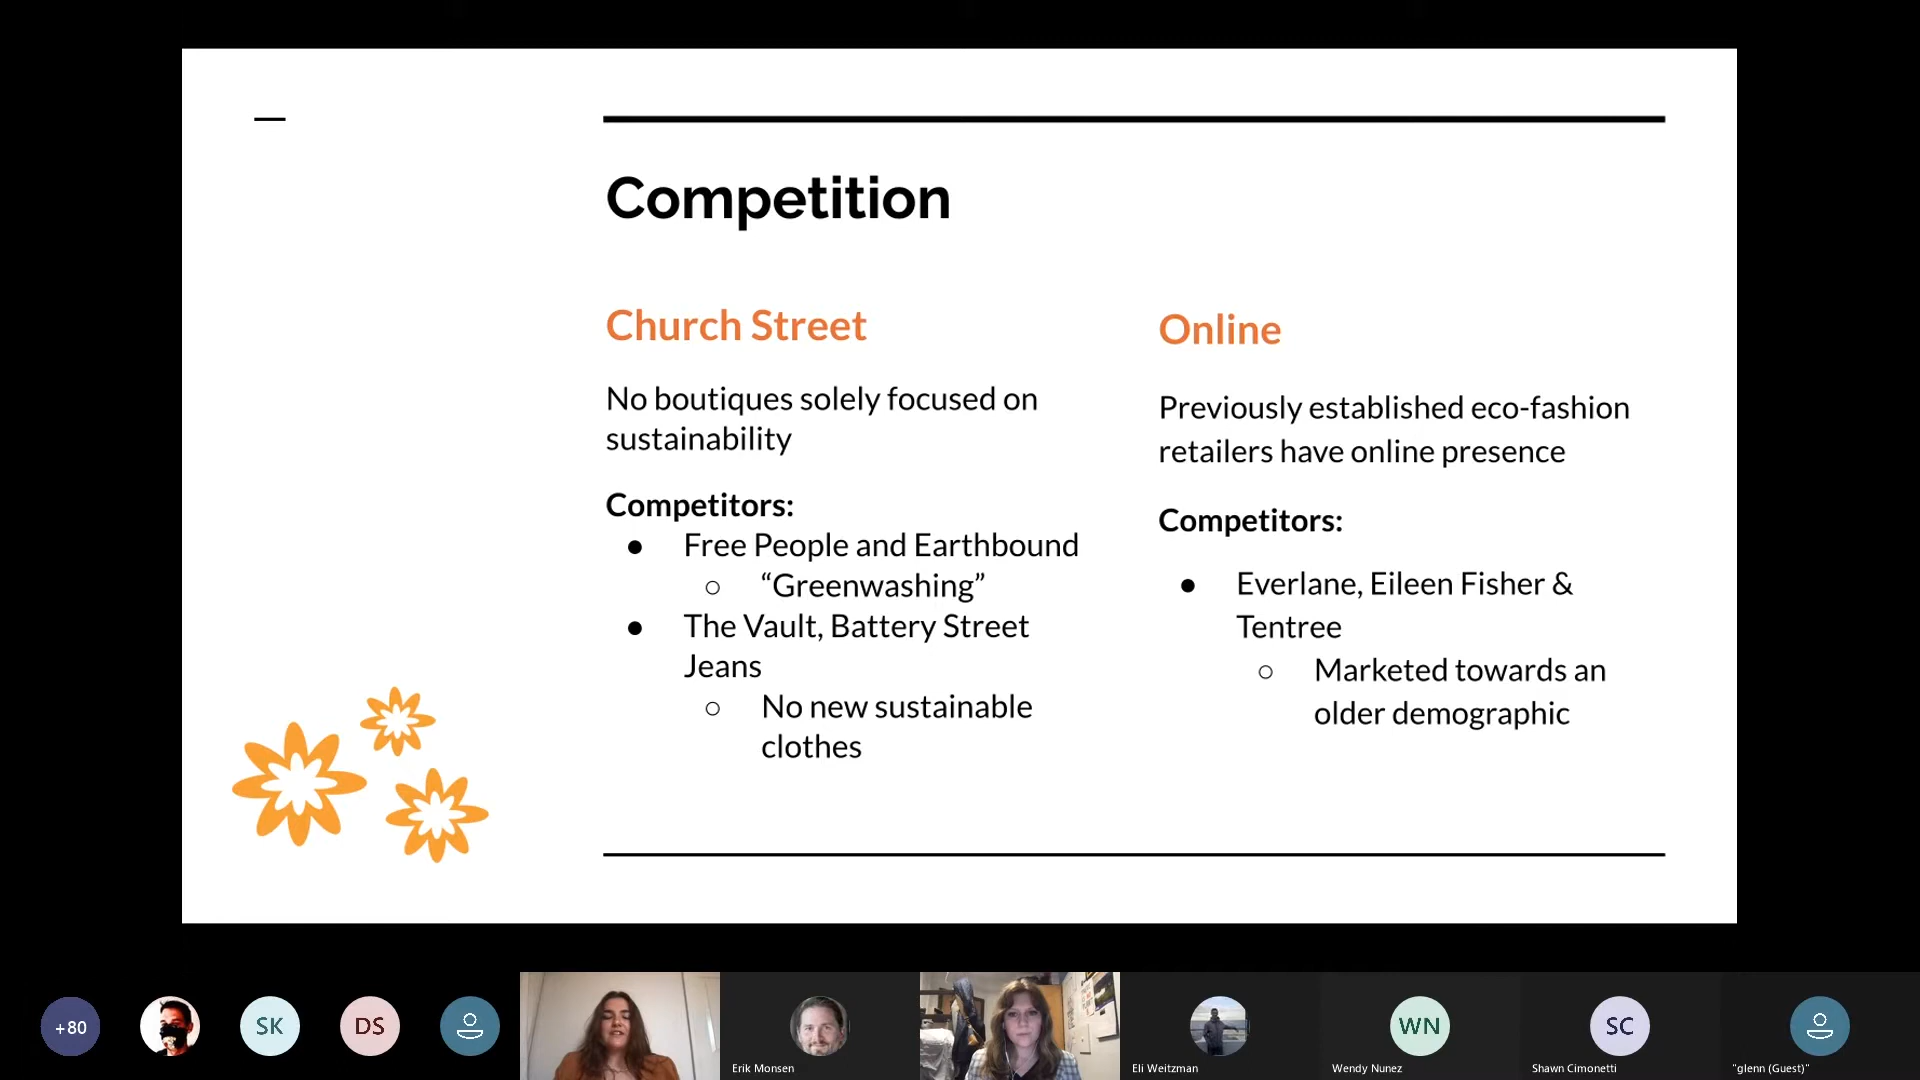 Competition
Church Street
No boutiques solely focused on
sustainability
Competitors:
● Free People and Earthbound
○ “Greenwashing”
● The Vault, Battery Street
Jeans
○ No new sustainable
clothes
Online
Previously established eco-fashion
retailers have online presence
Competitors:
● Everlane, Eileen Fisher &
Tentree
○ Marketed towards an
older demographic
+80
SK
DS
Erik Monsen
Eli Weitzman
WN
Wendy Nunez
SC
Shawn Cimonetti
"glenn (Guest)"